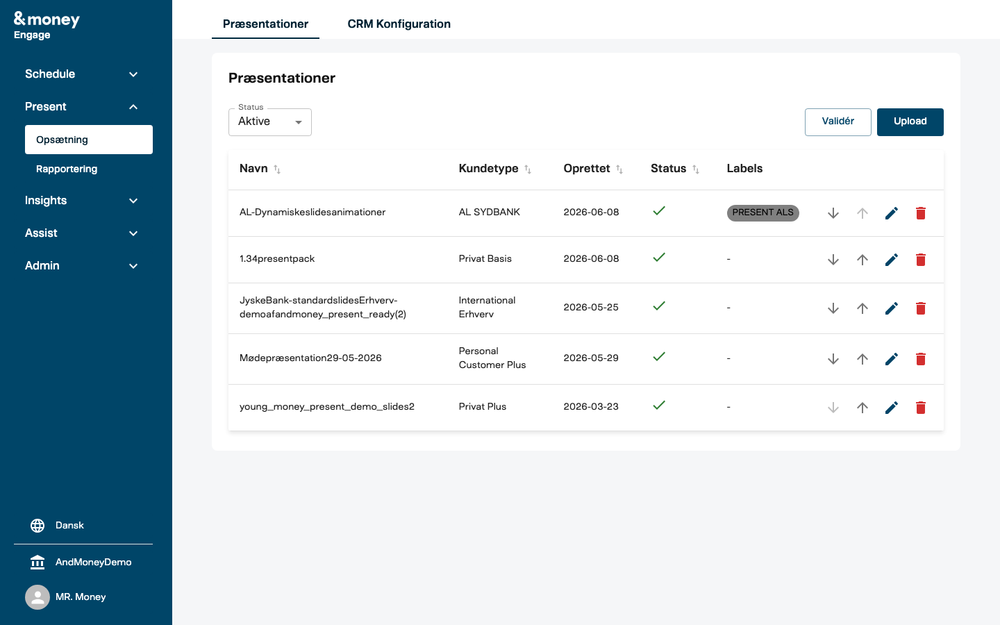 &money
Engage
Schedule
Present
Opsætning
Rapportering
Insights
Assist
Admin
Dansk
AndMoneyDemo
MR. Money
Præsentationer
CRM Konfiguration
Præsentationer
Status
Aktive
Validér
Upload
Navn
Kundetype
Oprettet
Status
Labels
AL-Dynamiskeslidesanimationer
AL SYDBANK
2026-06-08
PRESENT ALS
1.34presentpack
Privat Basis
2026-06-08
-
JyskeBank-standardslidesErhverv-
demoafandmoney_present_ready(2)
International
Erhverv
2026-05-25
-
Mødepræsentation29-05-2026
Personal
Customer Plus
2026-05-29
-
young_money_present_demo_slides2
Privat Plus
2026-03-23
-